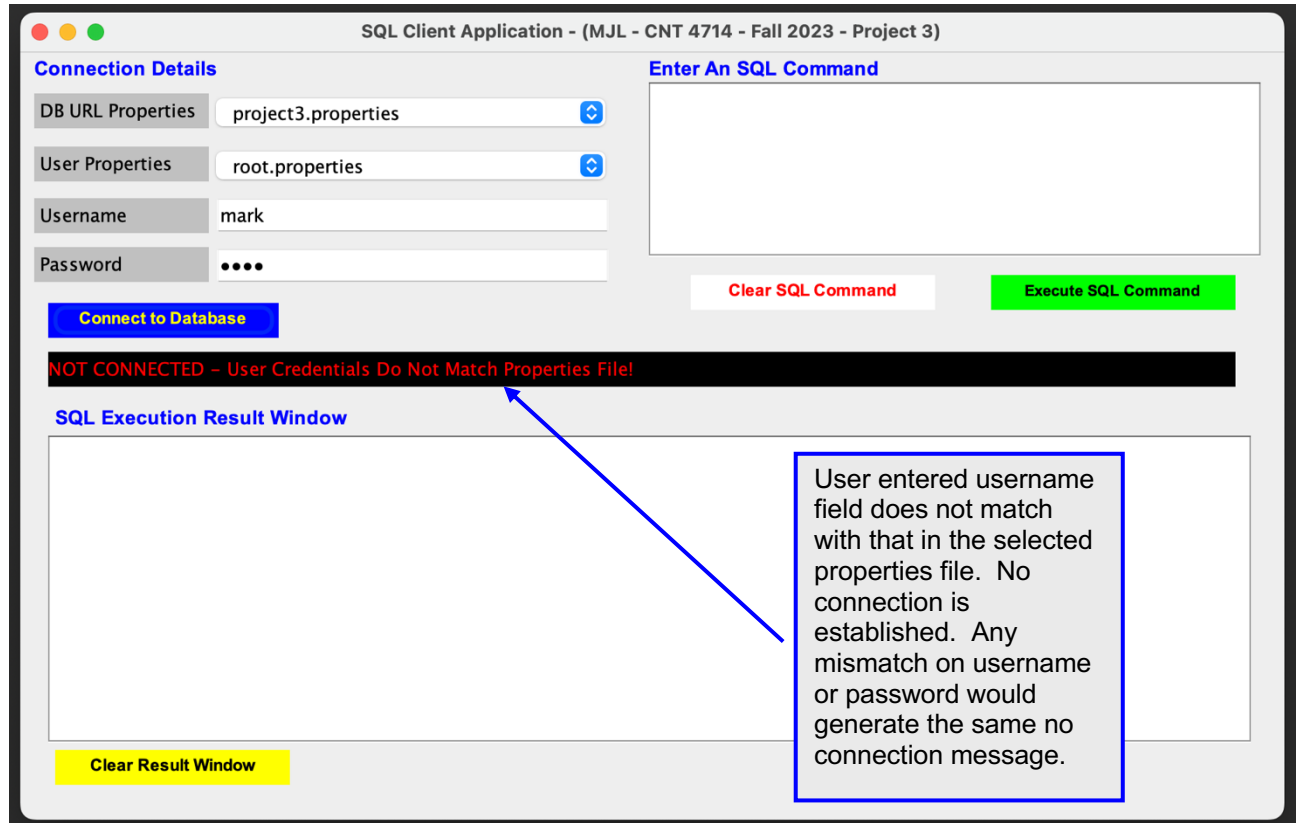 SQL Client Application - (MJL - CNT 4714 - Fall 2023 - Project 3)
Connection Details
Enter An SQL Command
DB URL Properties
project3.properties
User Properties
root.properties
Username
mark
Password
••••
Clear SQL Command
Execute SQL Command
Connect to Database
NOT CONNECTED – User Credentials Do Not Match Properties File!
SQL Execution Result Window
User entered username
field does not match
with that in the selected
properties file.  No
connection is
established.  Any
mismatch on username
or password would
generate the same no
connection message.
Clear Result Window